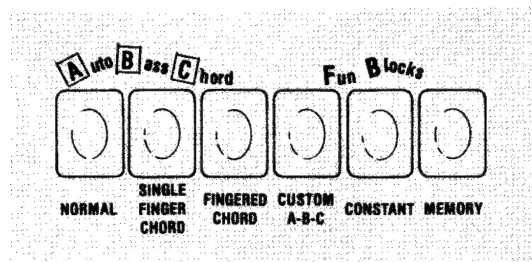 Auto Bass Chord
Fun Blocks
NORMAL
SINGLE
FINGER
CHORD
FINGERED
CHORD
CUSTOM
A-B-C
CONSTANT
MEMORY